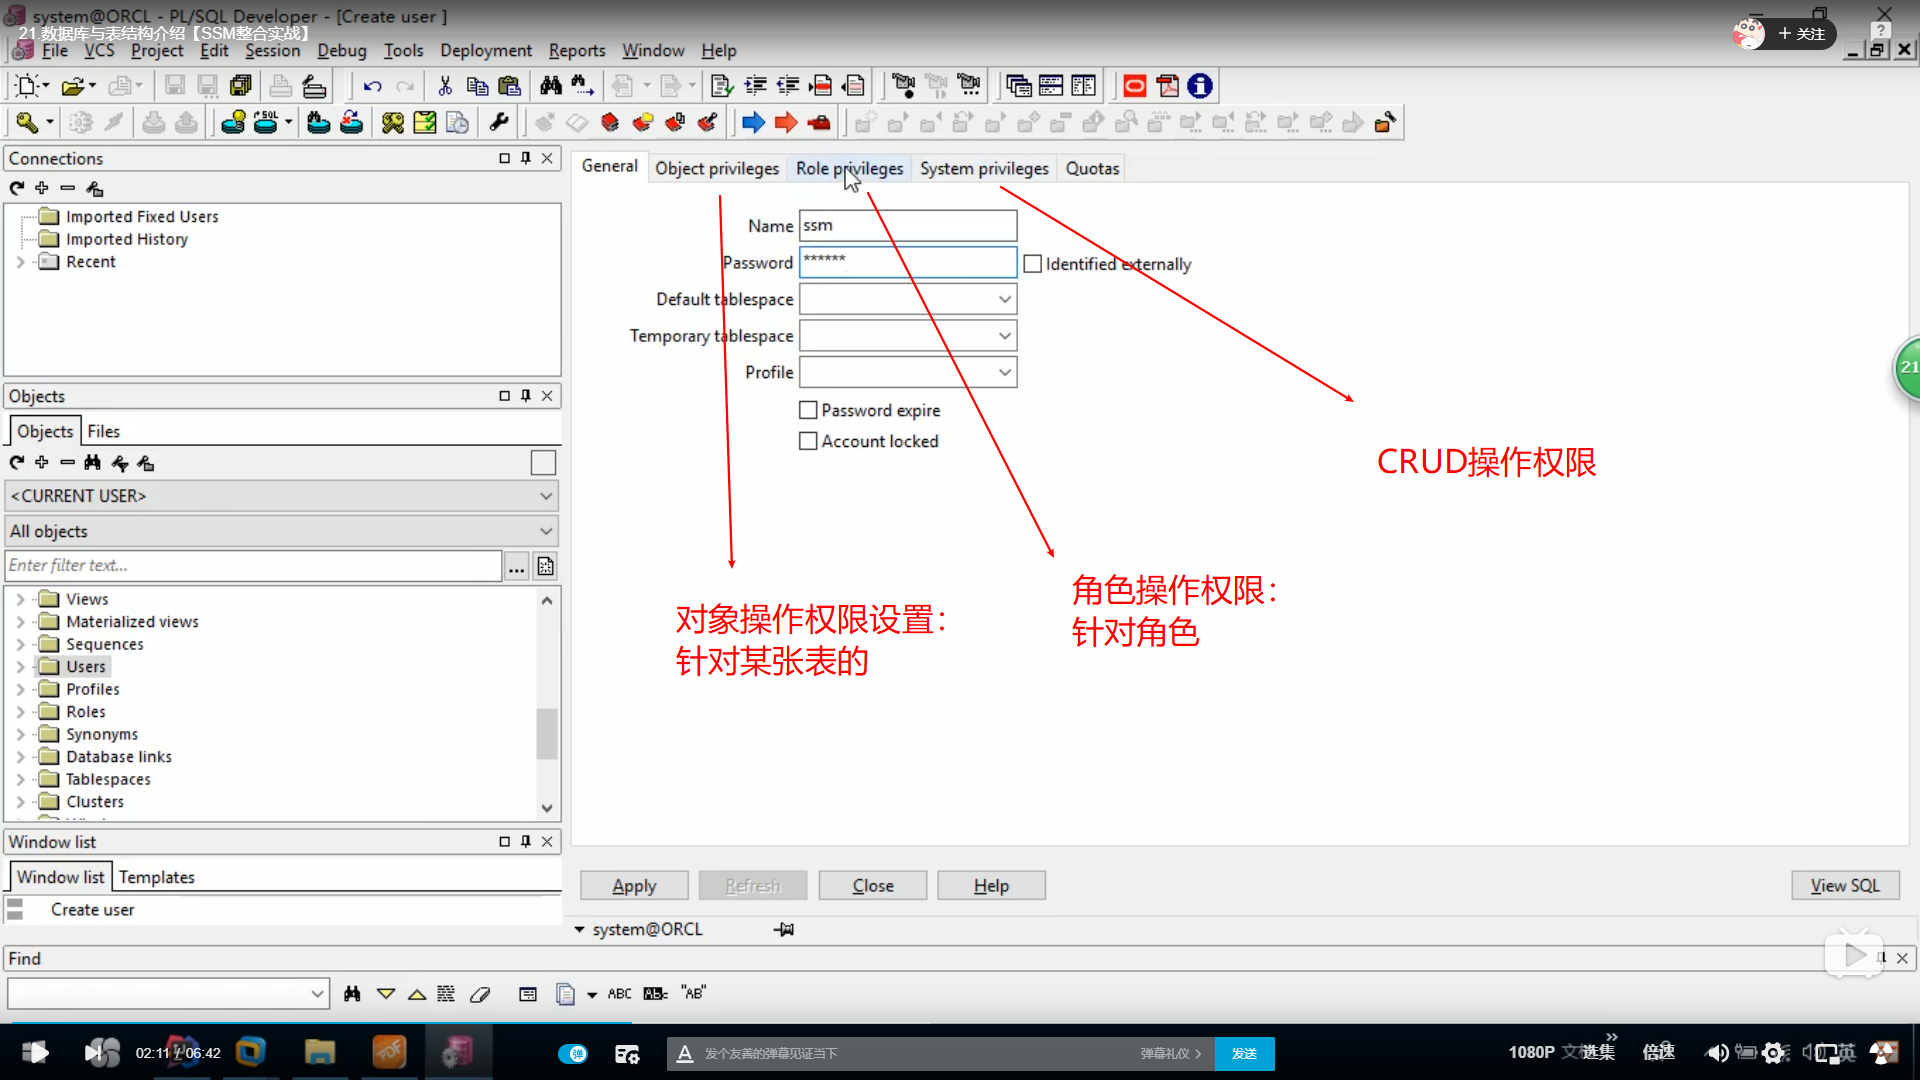 system@ORCL - PL/SQL Developer - [Create user ]
21.数据库与表结构介绍【SSM整合实战】
+ 关注
File VCS Project Edit Session Debug Tools Deployment Reports Window Help
Connections
Imported Fixed Users
Imported History
Recent
Objects
Objects Files
<CURRENT USER>
All objects
Enter filter text...
Views
Materialized views
Sequences
Users
Profiles
Roles
Synonyms
Database links
Tablespaces
Clusters
Window list
Window list Templates
Create user
General Object privileges Role privileges System privileges Quotas
Name ssm
Password ******
Identified externally
Default tablespace
Temporary tablespace
Profile
Password expire
Account locked
CRUD操作权限
角色操作权限：
针对角色
对象操作权限设置：
针对某张表的
21
Apply Refresh Close Help View SQL
system@ORCL
Find
ABC ABc "AB"
02:11 / 06:42
弹
A 发个友善的弹幕见证当下 弹幕礼仪 > 发送
1080P 选集 倍速 英